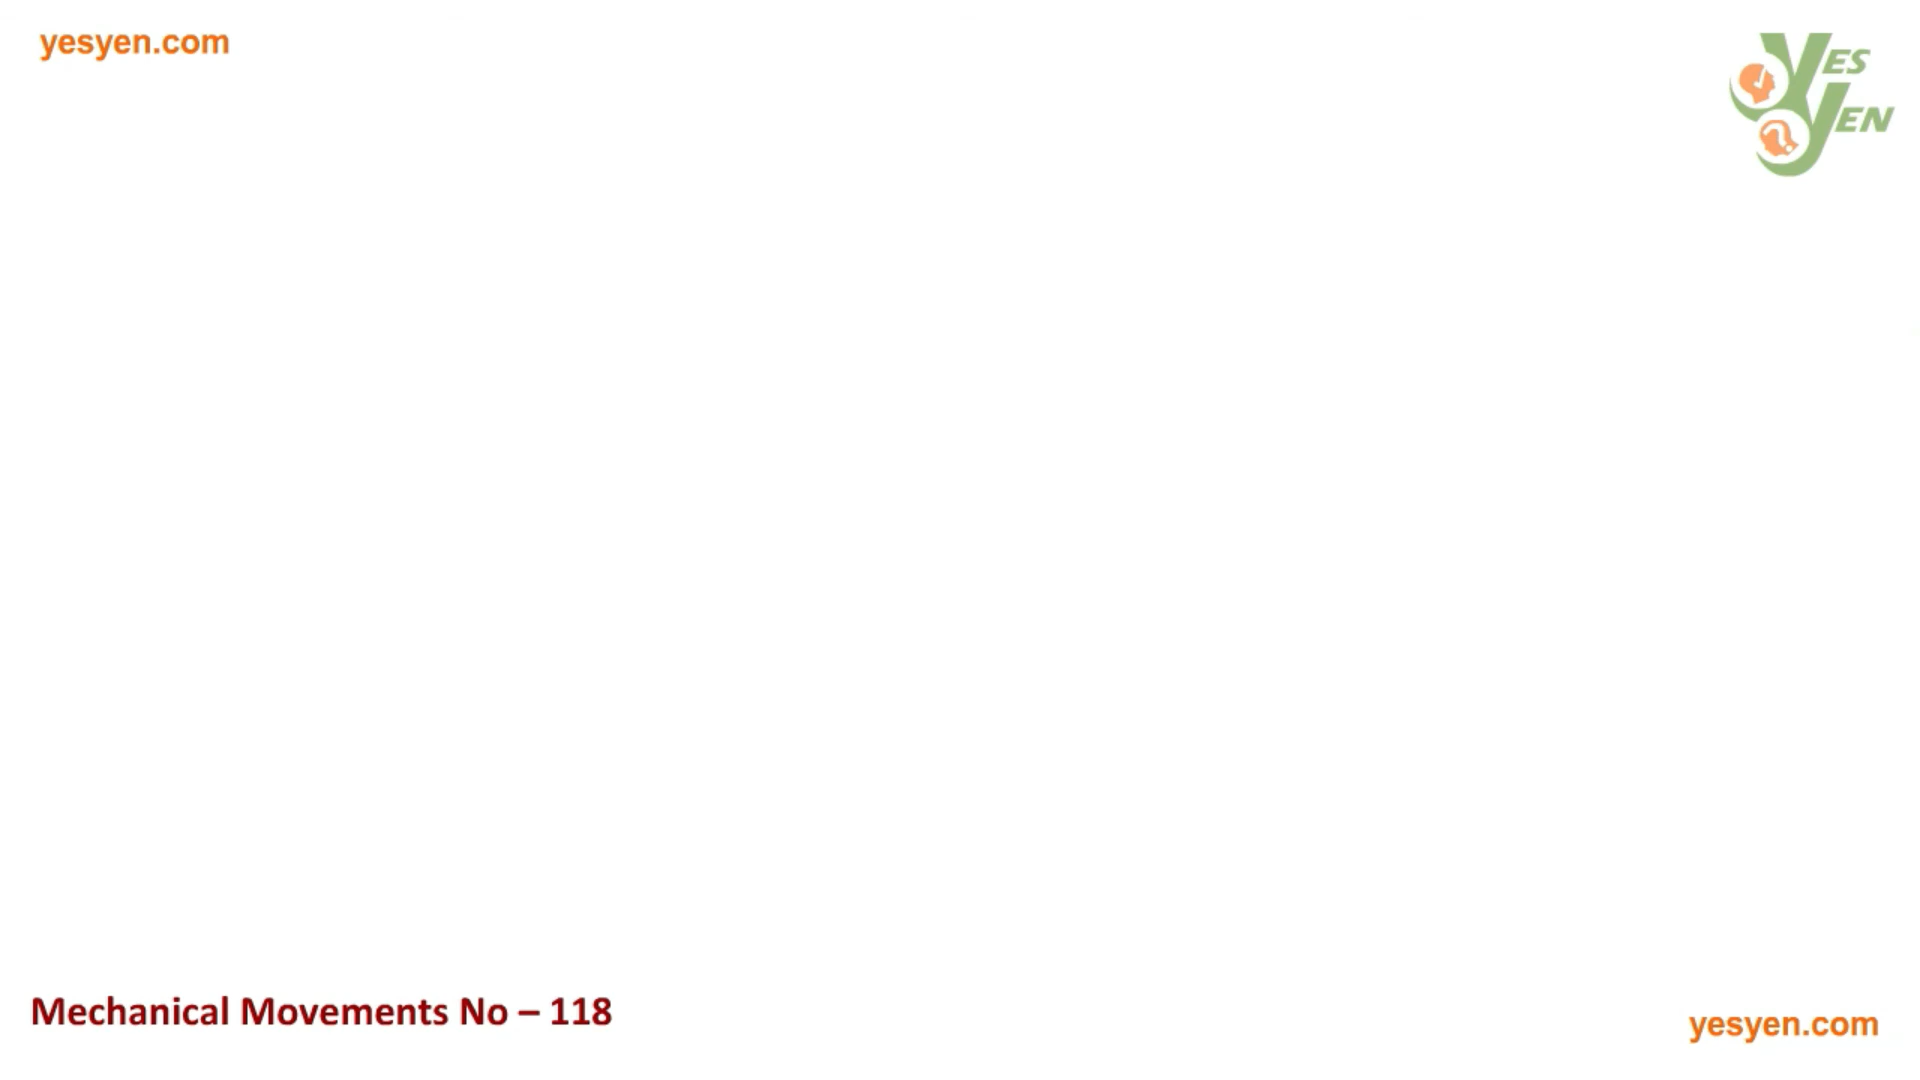 yesyen.com
YES
YEN
Mechanical Movements No – 118
yesyen.com